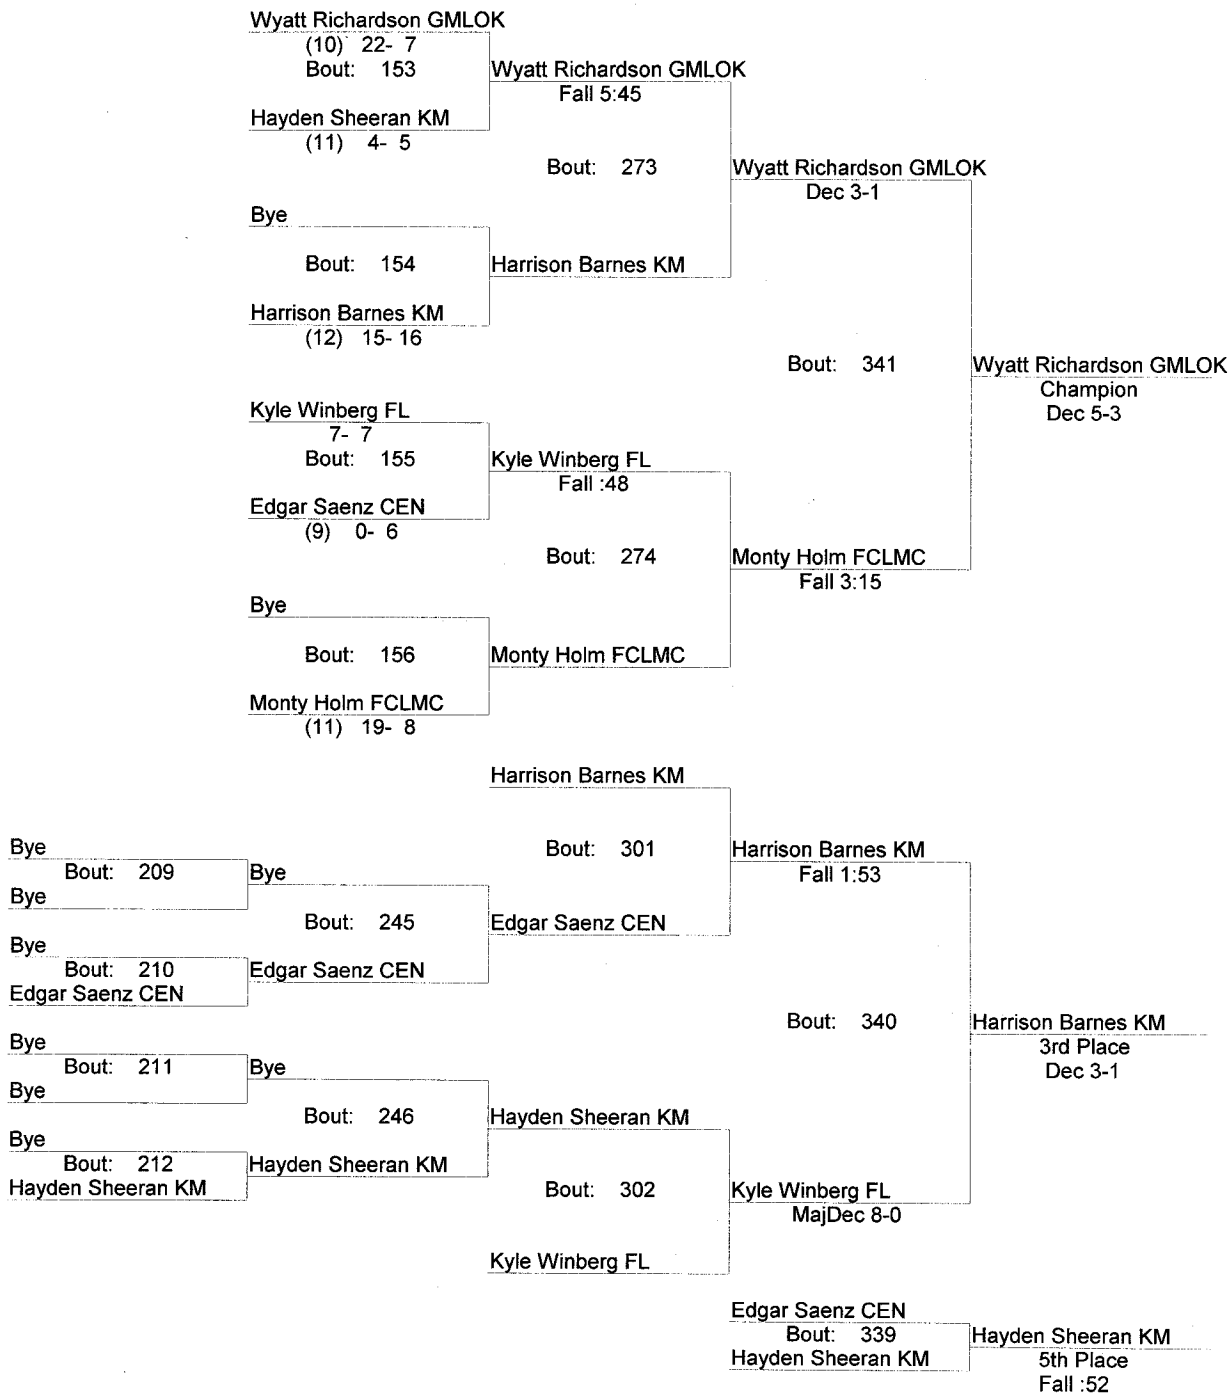 Wyatt Richardson GMLOK
(10) 22- 7
Bout: 153
Hayden Sheeran KM
(11) 4- 5
Wyatt Richardson GMLOK
Fall 5:45
Bout: 273
Bye
Bout: 154
Harrison Barnes KM
(12) 15- 16
Harrison Barnes KM
Wyatt Richardson GMLOK
Dec 3-1
Bout: 341
Wyatt Richardson GMLOK
Champion
Dec 5-3
Kyle Winberg FL
7- 7
Bout: 155
Edgar Saenz CEN
(9) 0- 6
Kyle Winberg FL
Fall :48
Bout: 274
Monty Holm FCLMC
Fall 3:15
Bye
Bout: 156
Monty Holm FCLMC
(11) 19- 8
Monty Holm FCLMC
Harrison Barnes KM
Bout: 301
Harrison Barnes KM
Fall 1:53
Bye
Bout: 209
Bye
Bye
Bout: 245
Edgar Saenz CEN
Bye
Bout: 210
Edgar Saenz CEN
Edgar Saenz CEN
Bout: 340
Harrison Barnes KM
3rd Place
Dec 3-1
Bye
Bout: 211
Bye
Bye
Bout: 246
Hayden Sheeran KM
Bye
Bout: 212
Hayden Sheeran KM
Hayden Sheeran KM
Bout: 302
Kyle Winberg FL
MajDec 8-0
Kyle Winberg FL
Edgar Saenz CEN
Bout: 339
Hayden Sheeran KM
Hayden Sheeran KM
5th Place
Fall :52